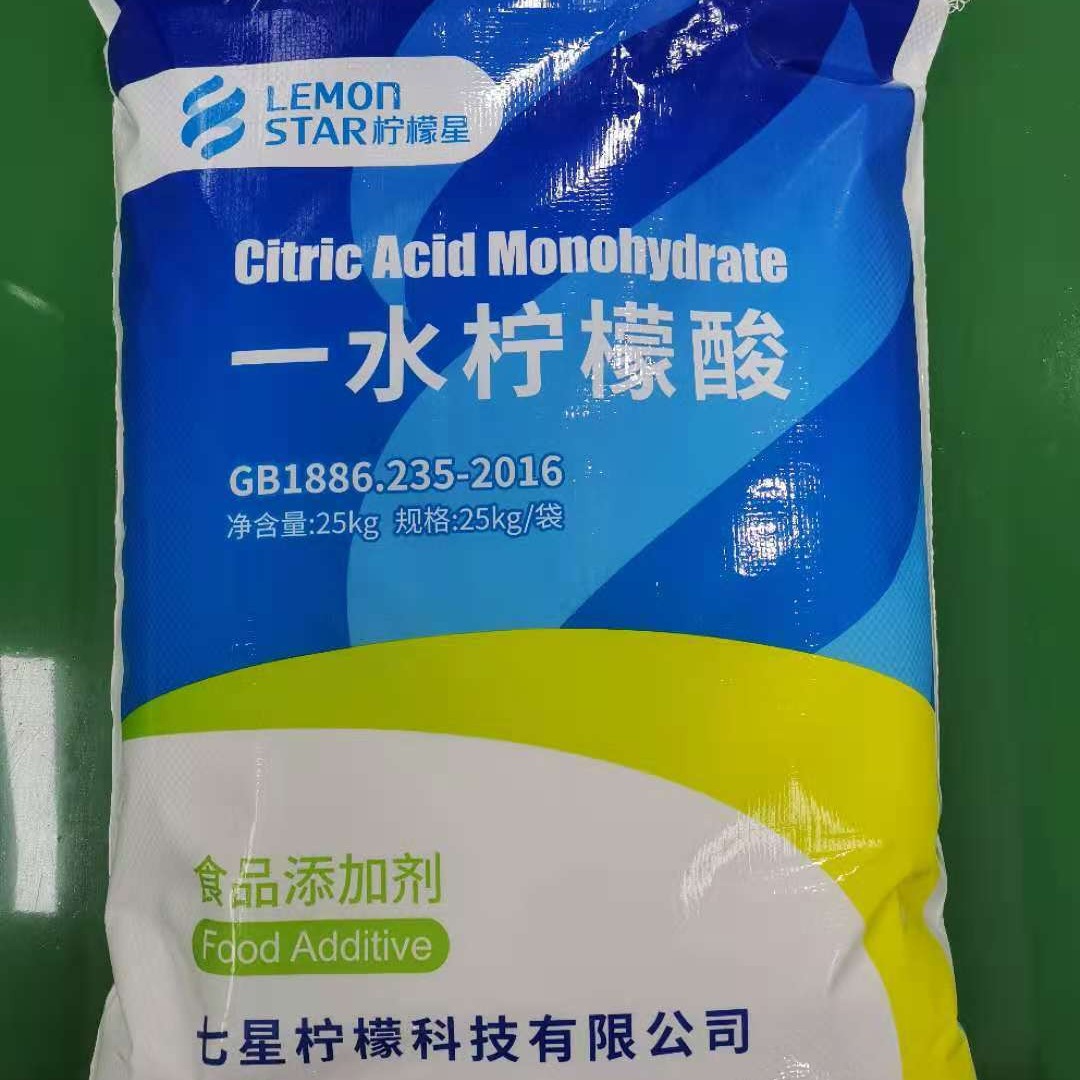 LEMON
STAR柠檬星
Citric Acid Monohydrate
一水柠檬酸
GB1886.235-2016
净含量:25kg 规格:25kg/袋
食品添加剂
Food Additive
七星柠檬科技有限公司